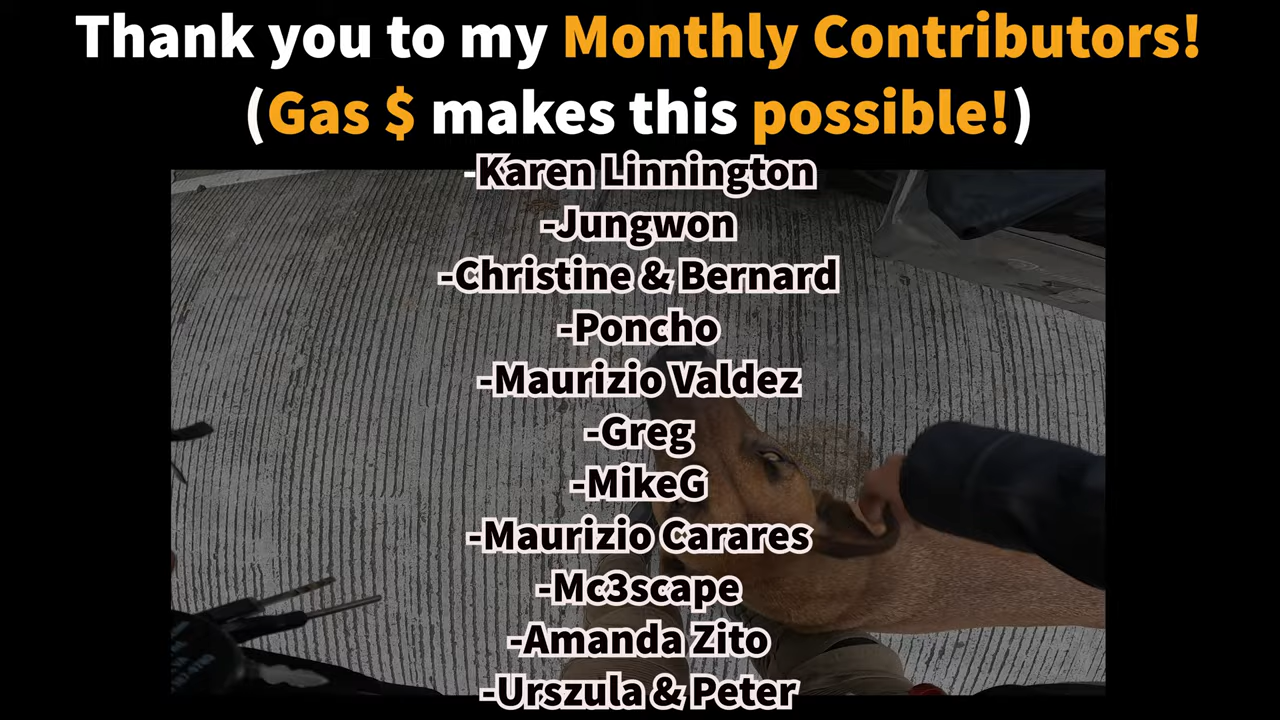 Thank you to my Monthly Contributors!
(Gas $ makes this possible!)
-Karen Linnington
-Jungwon
-Christine & Bernard
-Poncho
-Maurizio Valdez
-Greg
-MikeG
-Maurizio Carares
-Mc3scape
-Amanda Zito
-Urszula & Peter